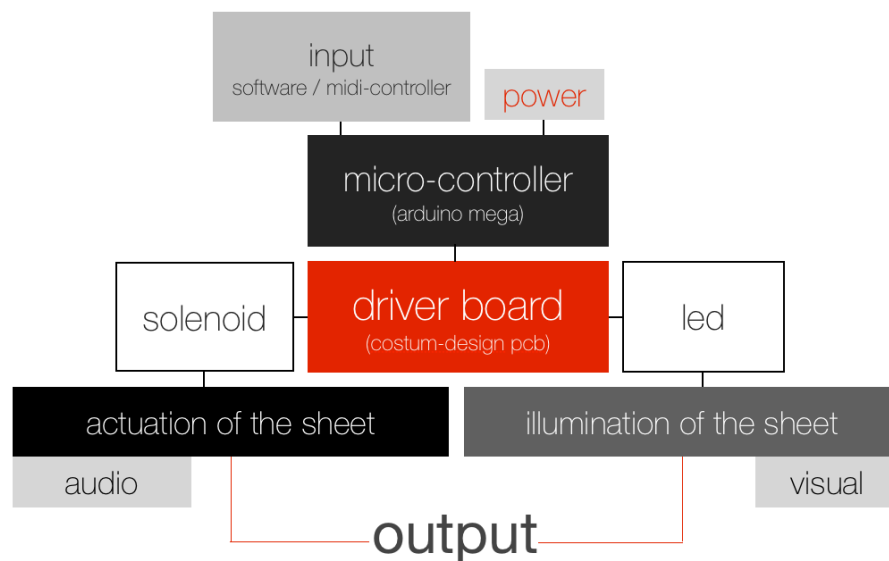 input
software / midi-controller
power
micro-controller
(arduino mega)
solenoid
driver board
(costum-design pcb)
led
actuation of the sheet
illumination of the sheet
audio
visual
output